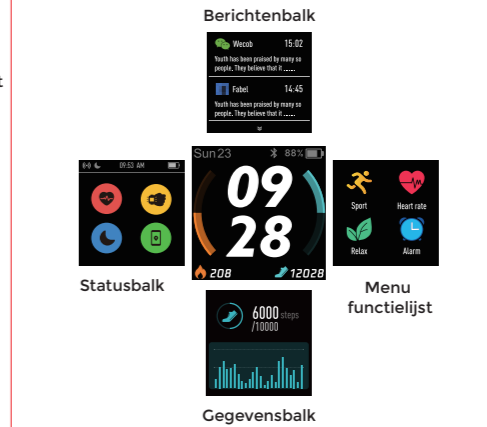 Berichtenbalk
Wecob 15:02
Youth has been praised by many so
people. They believe that it ......
Fabel 14:45
Youth has been praised by many so
people. They believe that it ......
t
09:53 AM
Sun23 88%
09
28
208 12028
Sport Heart rate
Relax Alarm
Statusbalk
Menu
functielijst
6000 steps
/10000
Gegevensbalk